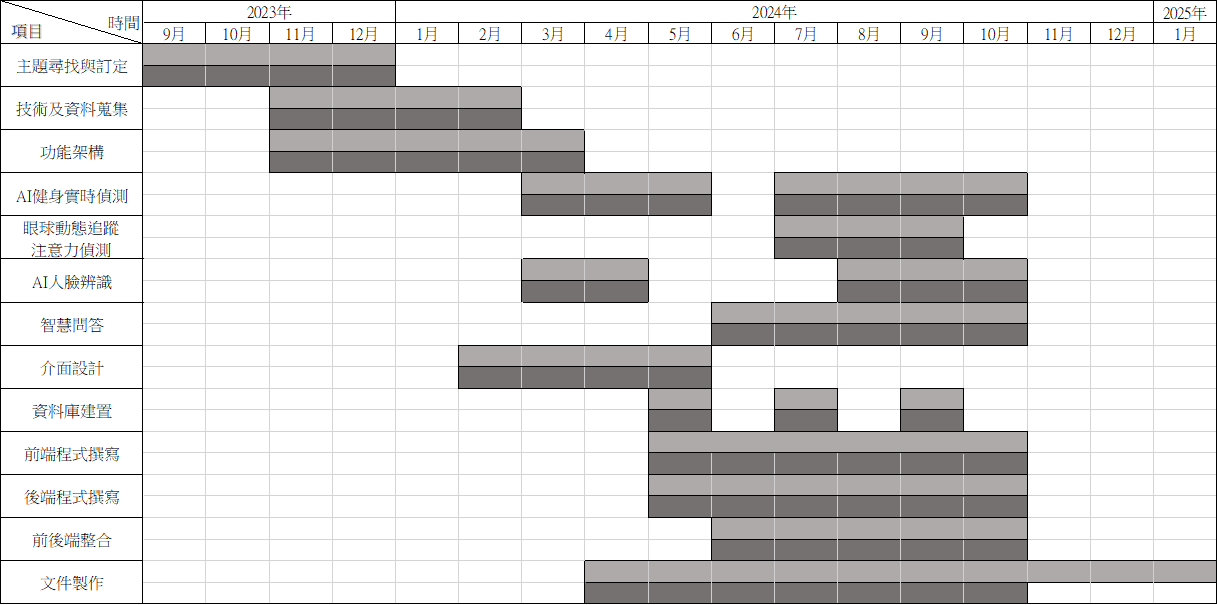 2023年 2024年 2025年
時間
項目
9月 10月 11月 12月 1月 2月 3月 4月 5月 6月 7月 8月 9月 10月 11月 12月 1月
主題尋找與訂定
技術及資料蒐集
功能架構
AI健身實時偵測
眼球動態追蹤
注意力偵測
AI人臉辨識
智慧問答
介面設計
資料庫建置
前端程式撰寫
後端程式撰寫
前後端整合
文件製作